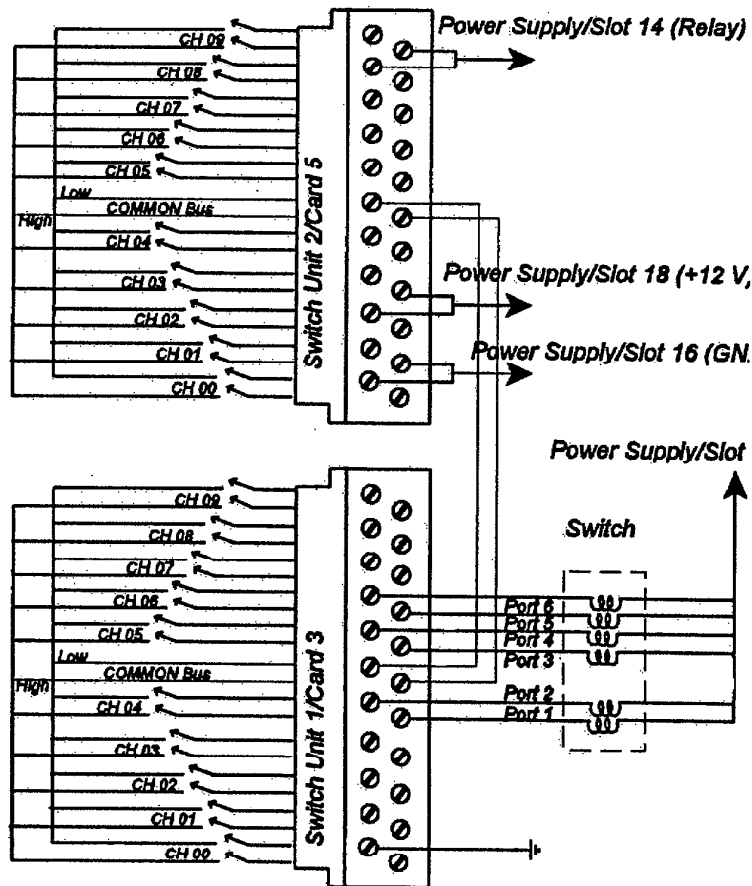 Power Supply/Slot 14 (Relay)
CH 09
CH 08
CH 07
CH 06
CH 05
Low
COMMON Bus
High
CH 04
CH 03
CH 02
CH 01
CH 00
Switch Unit 2/Card 5
Power Supply/Slot 18 (+12 V,
Power Supply/Slot 16 (GN.
Power Supply/Slot
Switch
CH 09
CH 08
CH 07
CH 06
CH 05
Low
COMMON Bus
High
CH 04
CH 03
CH 02
CH 01
CH 00
Switch Unit 1/Card 3
Port 6
Port 5
Port 4
Port 3
Port 2
Port 1